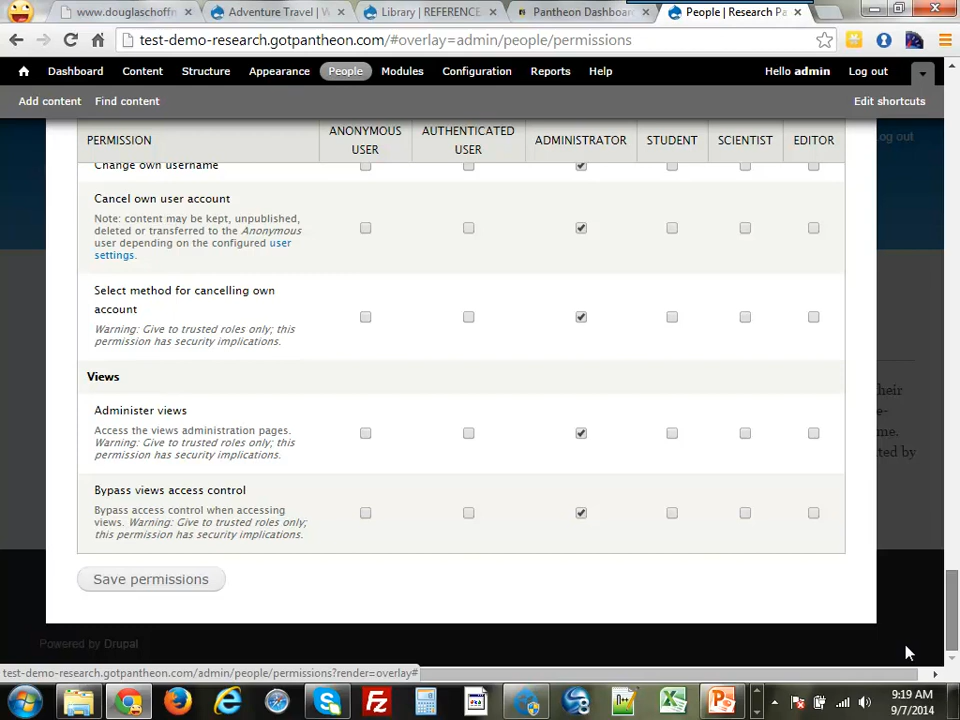 www.douglaschoffn
Adventure Travel | W
Library | REFERENCE
Pantheon Dashboard
People | Research Pa
test-demo-research.gotpantheon.com/#overlay=admin/people/permissions
Dashboard Content Structure Appearance People Modules Configuration Reports Help Hello admin Log out
Add content Find content Edit shortcuts
og out
PERMISSION ANONYMOUS USER AUTHENTICATED USER ADMINISTRATOR STUDENT SCIENTIST EDITOR
Change own username
Cancel own user account
Note: content may be kept, unpublished,
deleted or transferred to the Anonymous
user depending on the configured user
settings.
Select method for cancelling own
account
Warning: Give to trusted roles only; this
permission has security implications.
Views
Administer views
Access the views administration pages.
Warning: Give to trusted roles only; this
permission has security implications.
Bypass views access control
Bypass access control when accessing
views. Warning: Give to trusted roles only;
this permission has security implications.
heir
e-
me.
ted by
Save permissions
Powered by Drupal
test-demo-research.gotpantheon.com/admin/people/permissions?render=overlay#
9:19 AM
9/7/2014